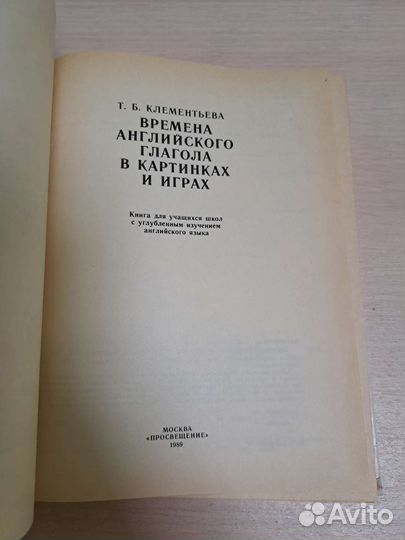 Т. Б. КЛЕМЕНТЬЕВА
ВРЕМЕНА
АНГЛИЙСКОГО
ГЛАГОЛА
В КАРТИНКАХ
И ИГРАХ
Книга для учащихся школ
с углубленным изучением
английского языка
МОСКВА
«ПРОСВЕЩЕНИЕ»
1989
Avito